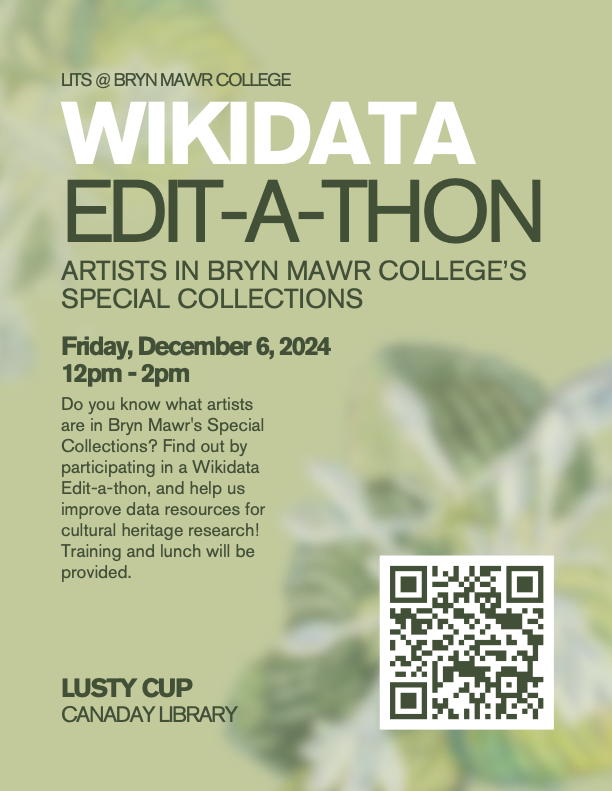 LITS @ BRYN MAWR COLLEGE
WIKIDATA
EDIT-A-THON
ARTISTS IN BRYN MAWR COLLEGE'S
SPECIAL COLLECTIONS
Friday, December 6, 2024
12pm - 2pm
Do you know what artists
are in Bryn Mawr's Special
Collections? Find out by
participating in a Wikidata
Edit-a-thon, and help us
improve data resources for
cultural heritage research!
Training and lunch will be
provided.
LUSTY CUP
CANADAY LIBRARY